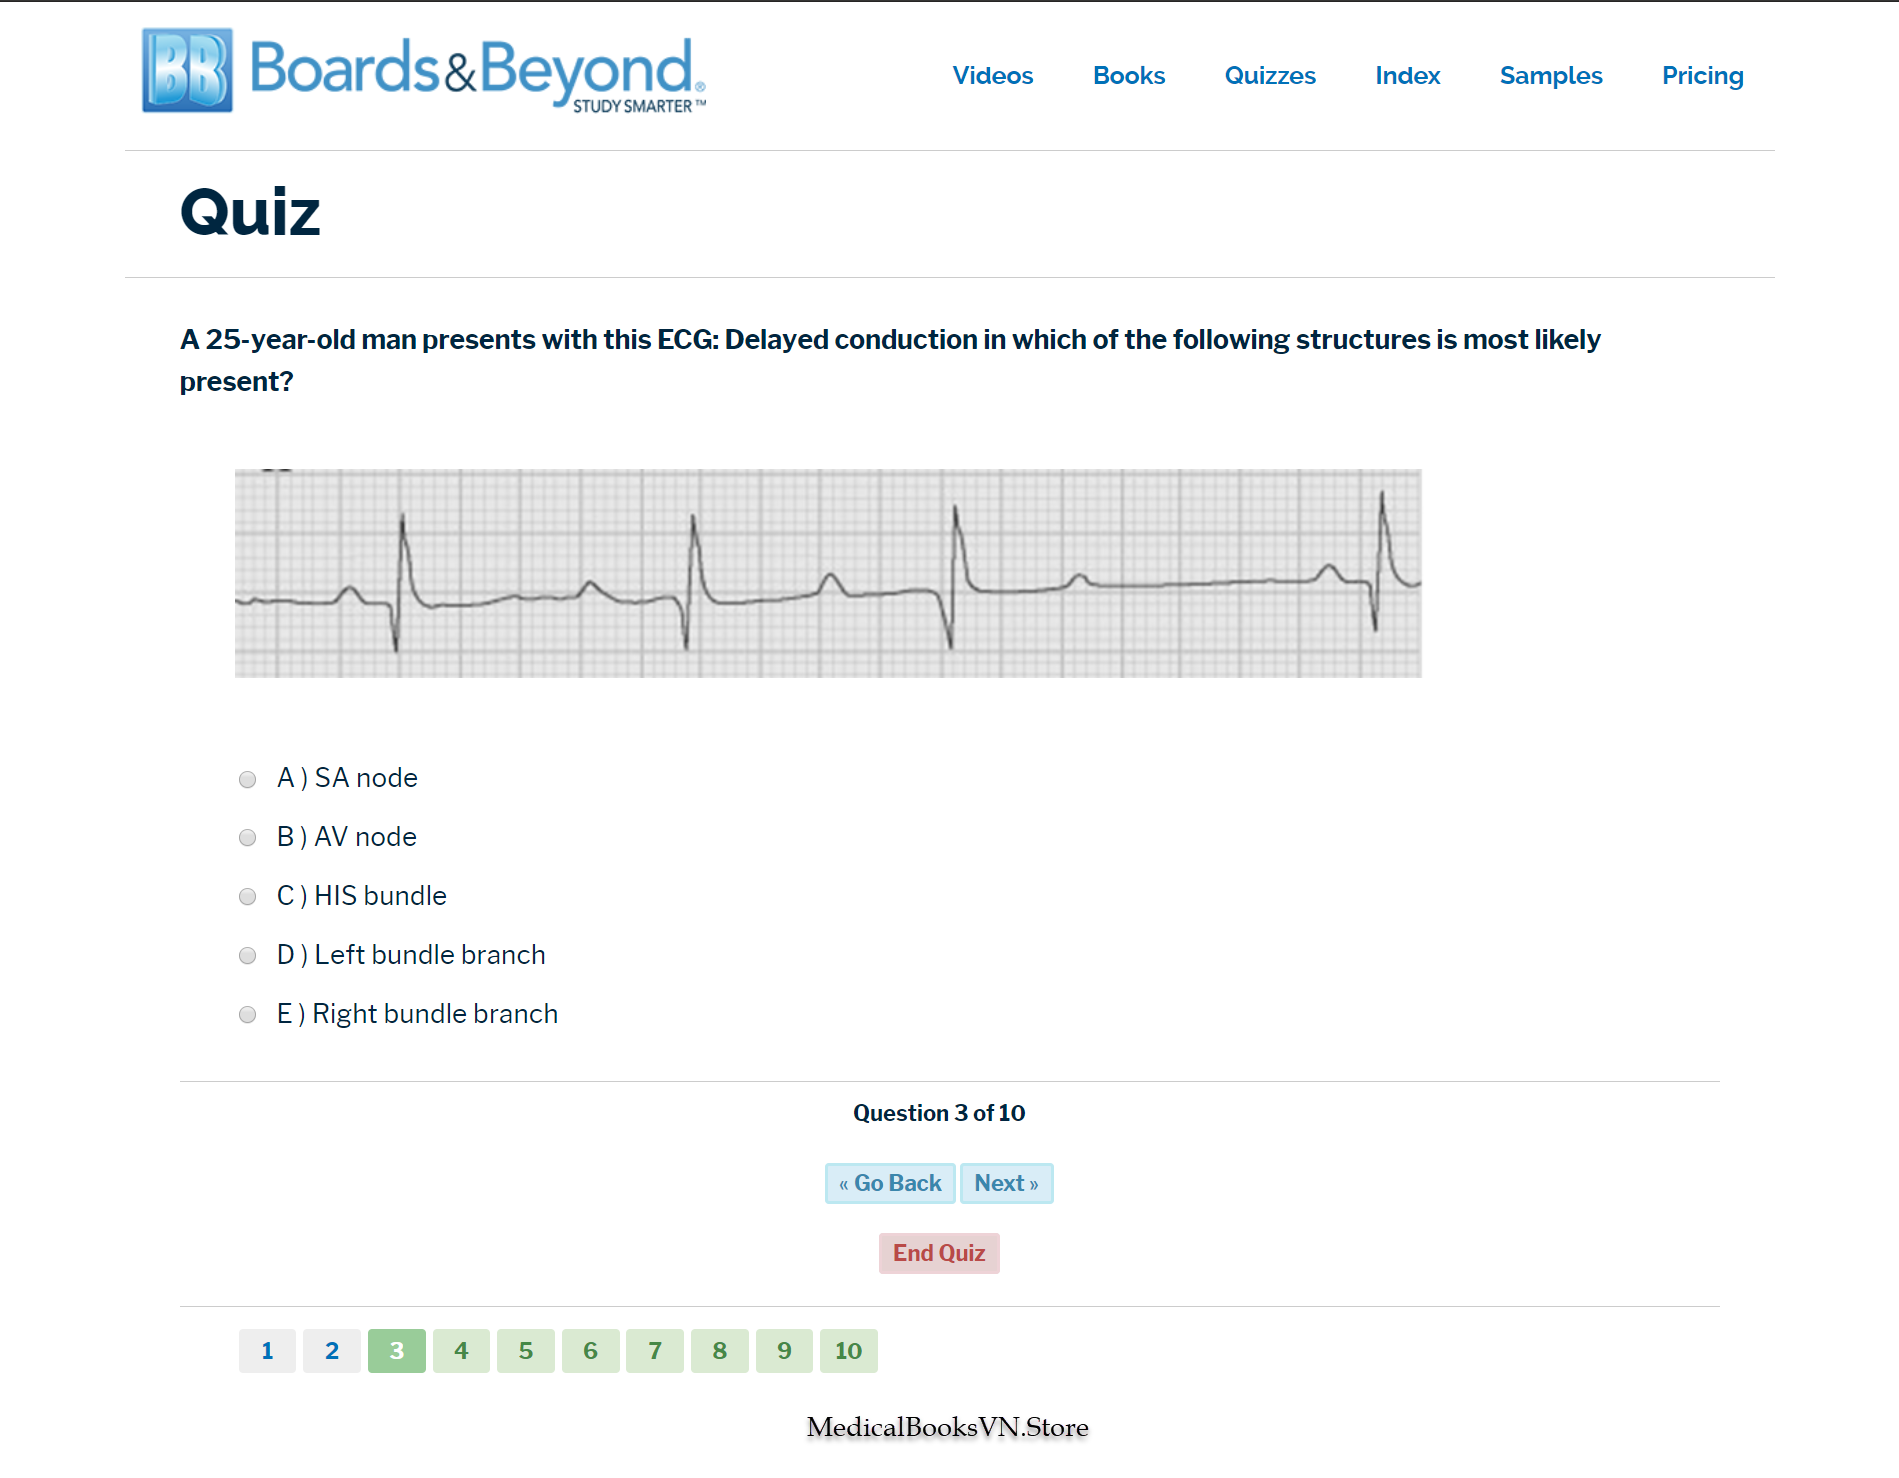 BB Boards&Beyond®
STUDY SMARTER™
Videos Books Quizzes Index Samples Pricing
Quiz
A 25-year-old man presents with this ECG: Delayed conduction in which of the following structures is most likely
present?
A ) SA node
B ) AV node
C ) HIS bundle
D ) Left bundle branch
E ) Right bundle branch
Question 3 of 10
« Go Back Next »
End Quiz
1 2 3 4 5 6 7 8 9 10
MedicalBooksVN.Store